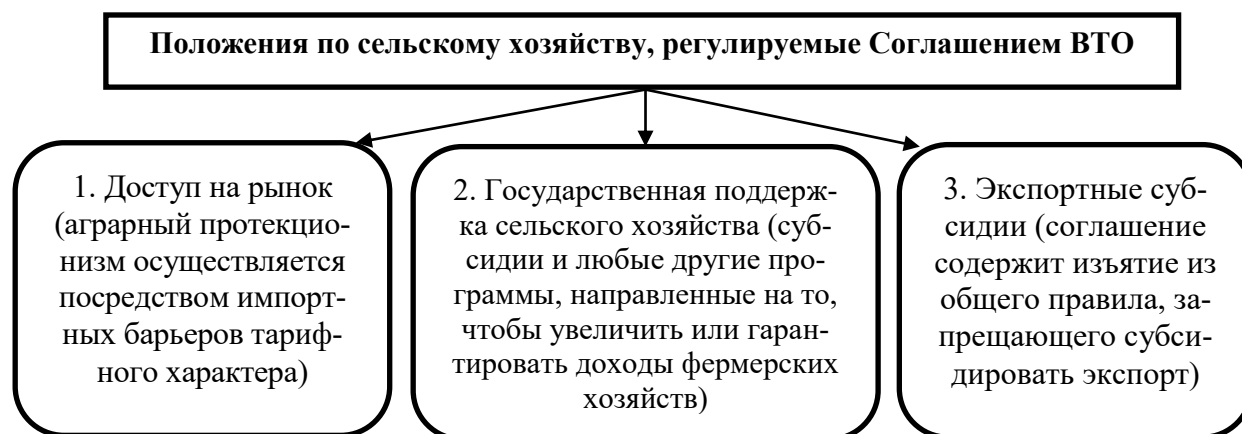 Положения по сельскому хозяйству, регулируемые Соглашением ВТО
1. Доступ на рынок
(аграрный протекцио-
низм осуществляется
посредством импорт-
ных барьеров тариф-
ного характера)
2. Государственная поддерж-
ка сельского хозяйства (суб-
сидии и любые другие про-
граммы, направленные на то,
чтобы увеличить или гаран-
тировать доходы фермерских
хозяйств)
3. Экспортные суб-
сидии (соглашение
содержит изъятие из
общего правила, за-
прещающего субси-
дировать экспорт)